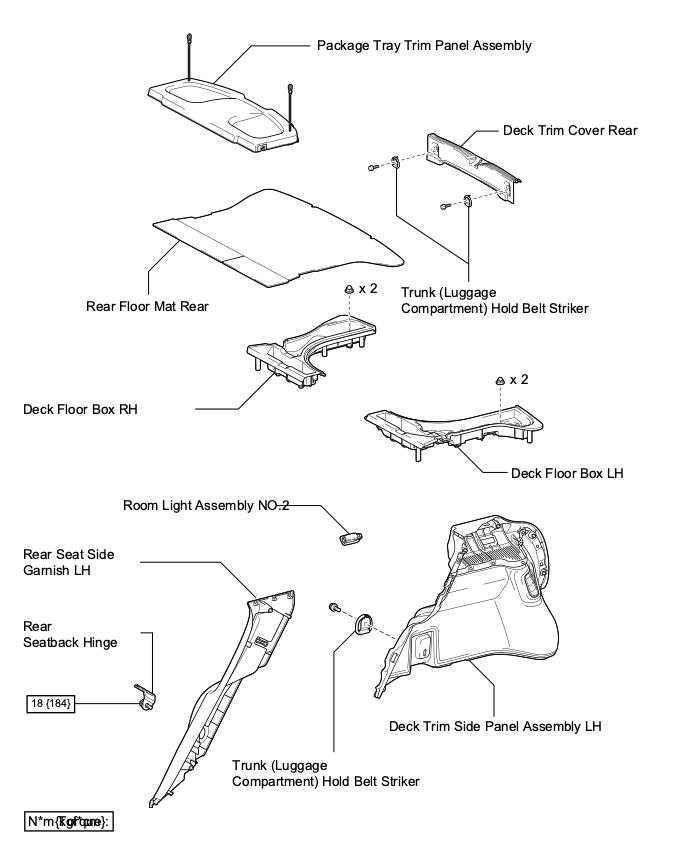 Package Tray Trim Panel Assembly
Deck Trim Cover Rear
Rear Floor Mat Rear
x 2
Trunk (Luggage
Compartment) Hold Belt Striker
Deck Floor Box RH
x 2
Deck Floor Box LH
Room Light Assembly NO.2
Rear Seat Side
Garnish LH
Rear
Seatback Hinge
18 {184}
Deck Trim Side Panel Assembly LH
Trunk (Luggage
Compartment) Hold Belt Striker
N*m